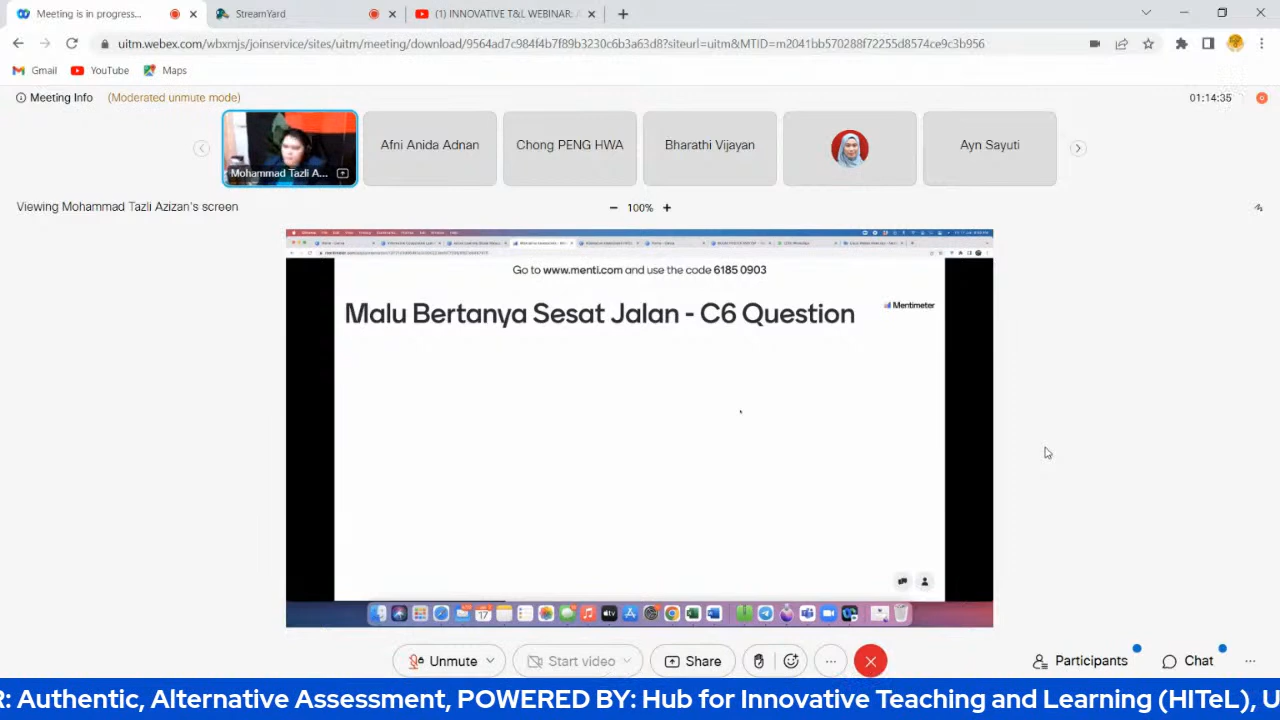 Meeting is in progress...
StreamYard
(1) INNOVATIVE T&L WEBINAR: A
uitm.webex.com/wbxmjs/joinservice/sites/uitm/meeting/download/9564ad7c984f4b7f89b3230c6b3a63d8?siteurl=uitm&MTID=m2041bb570288f72255d8574ce9c3b956
Gmail YouTube Maps
Meeting Info (Moderated unmute mode) 01:14:35
Mohammad Tazli A...
Afni Anida Adnan
Chong PENG HWA
Bharathi Vijayan
Ayn Sayuti
Viewing Mohammad Tazli Azizan's screen
100%
Go to www.menti.com and use the code 6185 0903
Malu Bertanya Sesat Jalan - C6 Question
Mentimeter
Unmute
Start video
Share
Participants
Chat
R: Authentic, Alternative Assessment, POWERED BY: Hub for Innovative Teaching and Learning (HITeL), U